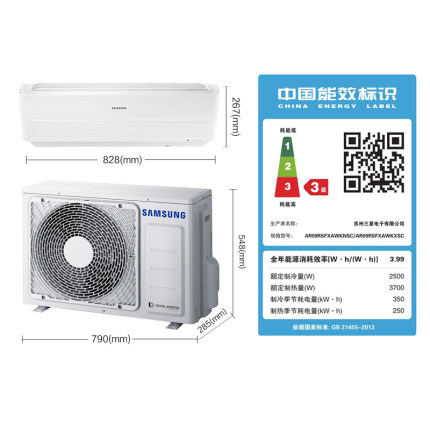 SAMSUNG
267(mm)
828(mm)
SAMSUNG
DIGITAL INVERTER
548(mm)
790(mm)
285(mm)
中国能效标识
CHINA ENERGY LABEL
耗能低
1
2
3
3级
耗能高
生产者名称: 苏州三星电子有限公司
规格型号: AR09RSFXAWKNSC/AR09RSFXAWKXSC
全年能源消耗效率[W·h/(W·h)] 3.99
额定制冷量(W) 2500
额定制热量(W) 3700
制冷季节耗电量(kW·h) 350
制热季节耗电量(kW·h) 250
依据国家标准: GB 21455-2013